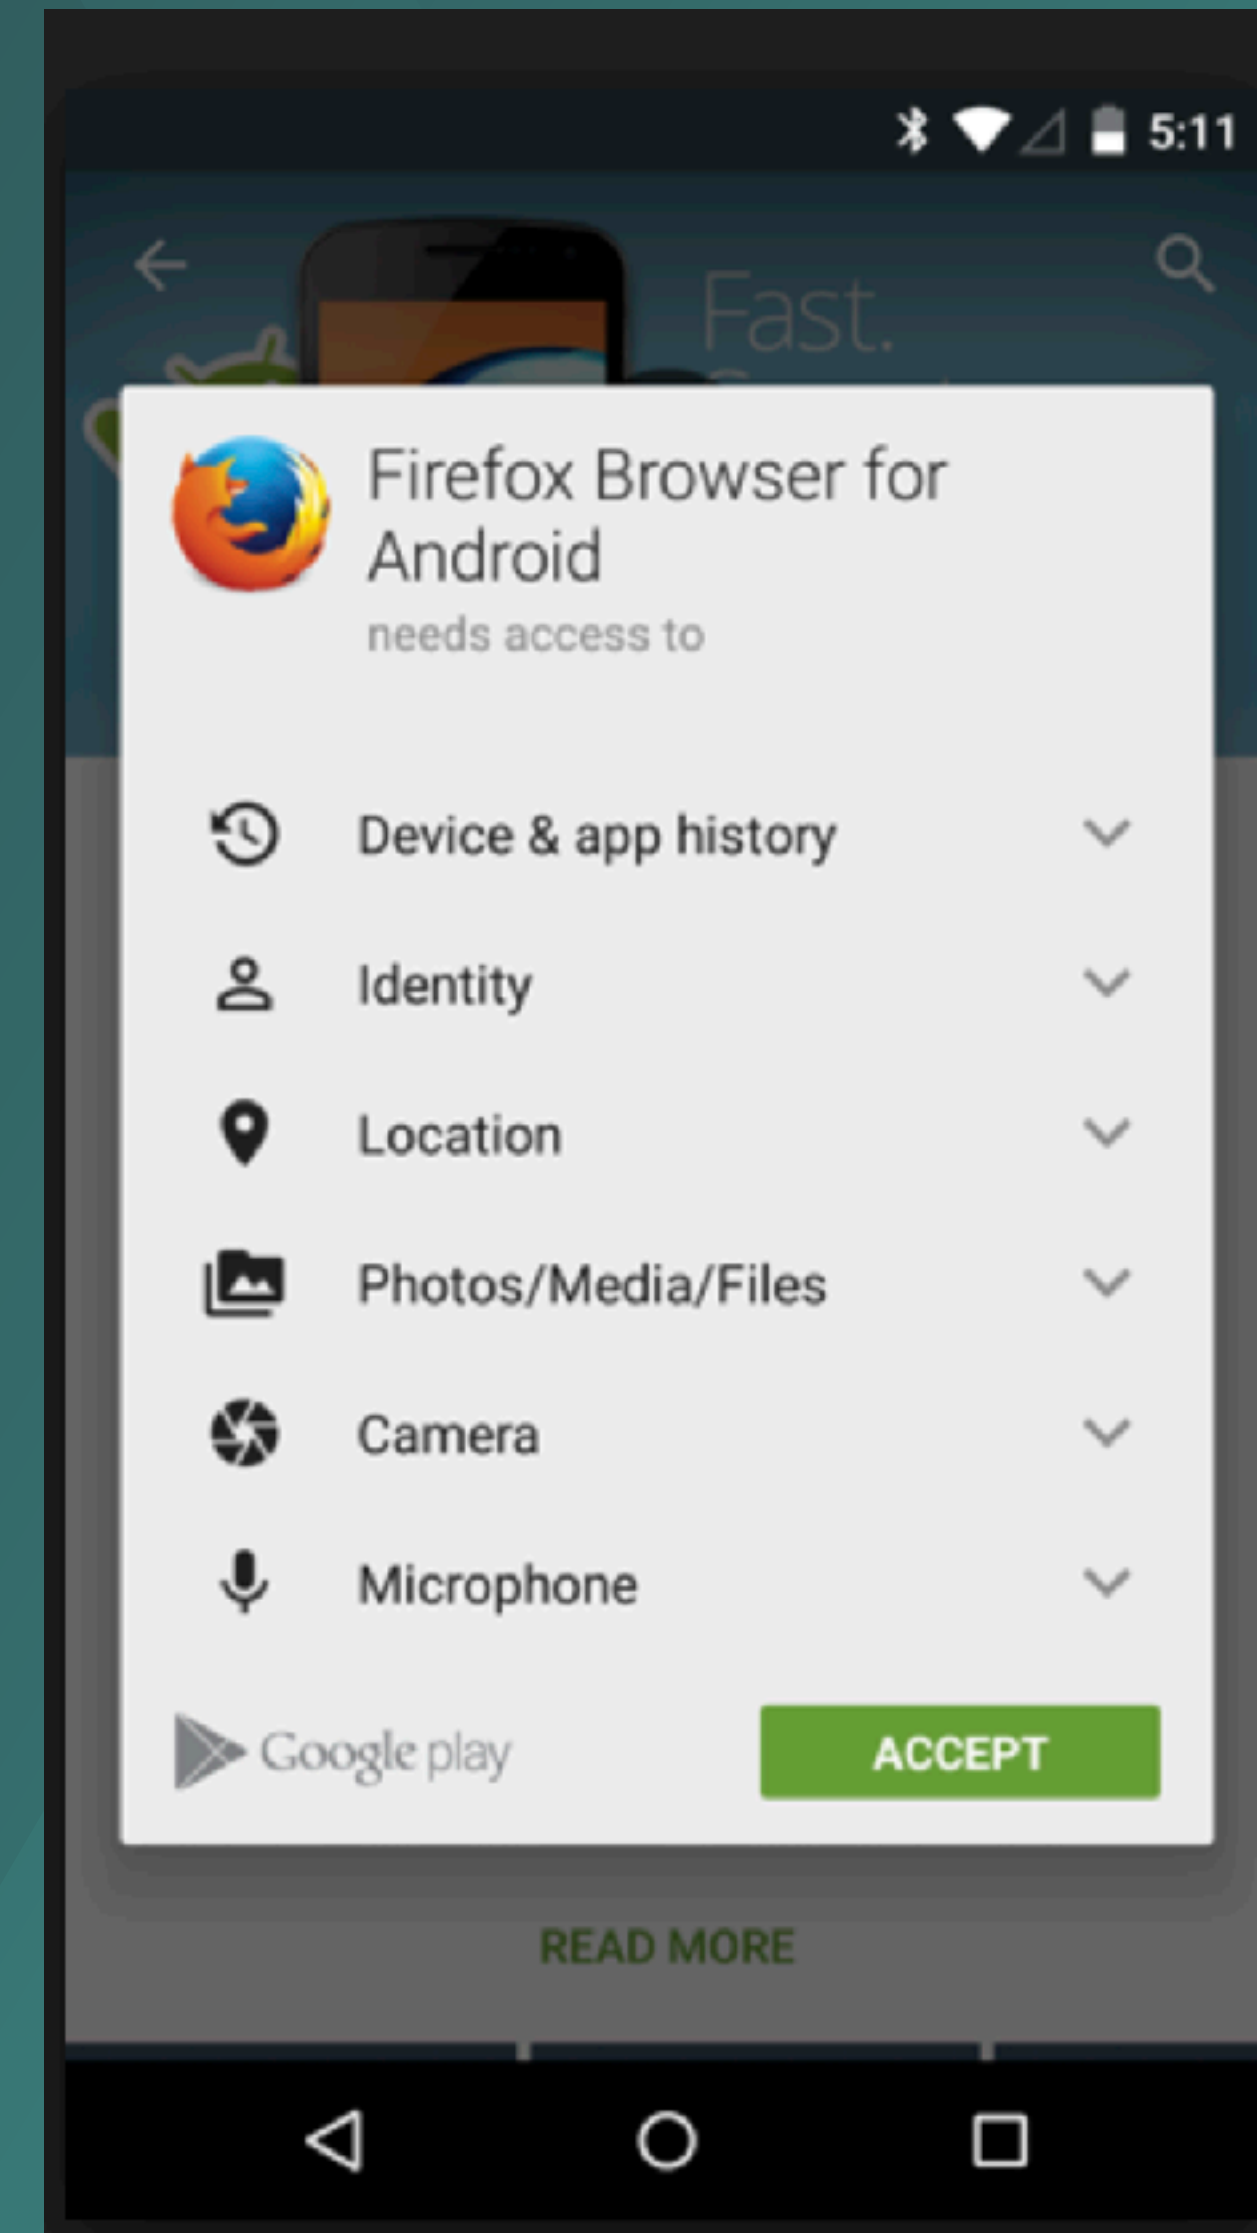 5:11
Fast.
Firefox Browser for
Android
needs access to
Device & app history
Identity
Location
Photos/Media/Files
Camera
Microphone
Google play
ACCEPT
READ MORE